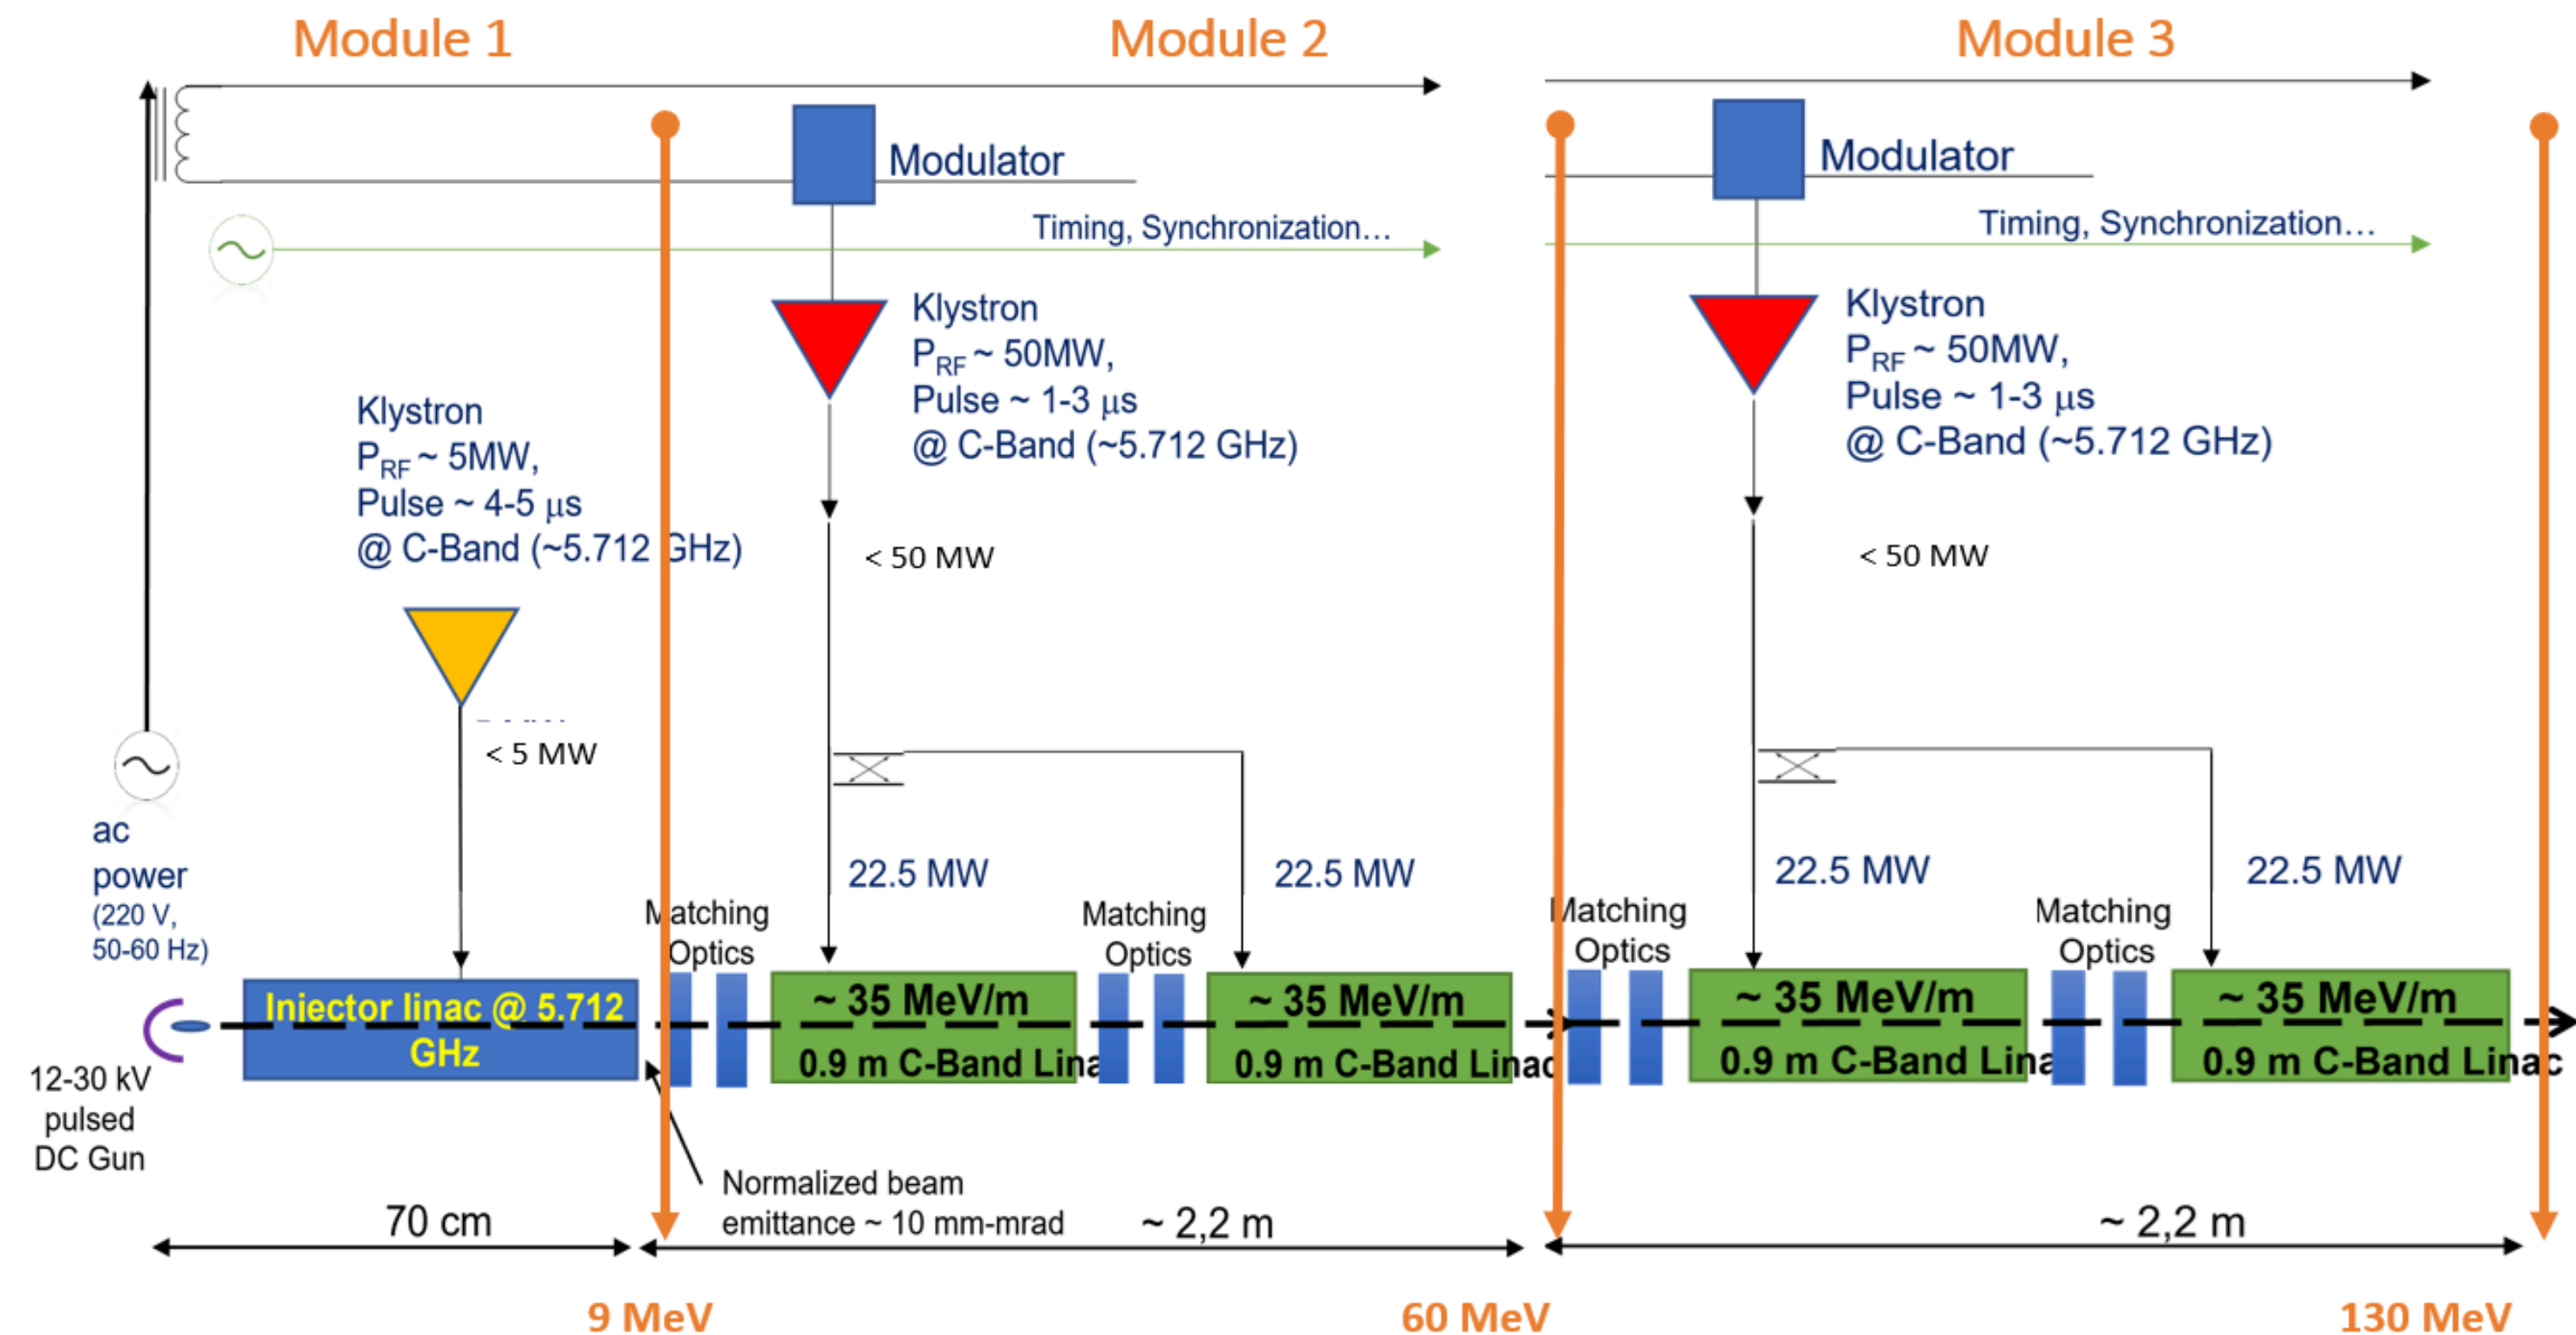 Module 1
Module 2
Module 3
Modulator
Modulator
Timing, Synchronization...
Timing, Synchronization...
Klystron
P_RF ~ 5MW,
Pulse ~ 4-5 μs
@ C-Band (~5.712 GHz)
Klystron
P_RF ~ 50MW,
Pulse ~ 1-3 μs
@ C-Band (~5.712 GHz)
Klystron
P_RF ~ 50MW,
Pulse ~ 1-3 μs
@ C-Band (~5.712 GHz)
< 5 MW
< 50 MW
< 50 MW
ac
power
(220 V,
50-60 Hz)
22.5 MW
22.5 MW
22.5 MW
22.5 MW
Matching
Optics
Matching
Optics
Matching
Optics
Matching
Optics
Injector linac @ 5.712
GHz
~ 35 MeV/m
0.9 m C-Band Lina
~ 35 MeV/m
0.9 m C-Band Linac
~ 35 MeV/m
0.9 m C-Band Lina
~ 35 MeV/m
0.9 m C-Band Linac
12-30 kV
pulsed
DC Gun
Normalized beam
emittance ~ 10 mm-mrad
70 cm
~ 2,2 m
~ 2,2 m
9 MeV
60 MeV
130 MeV